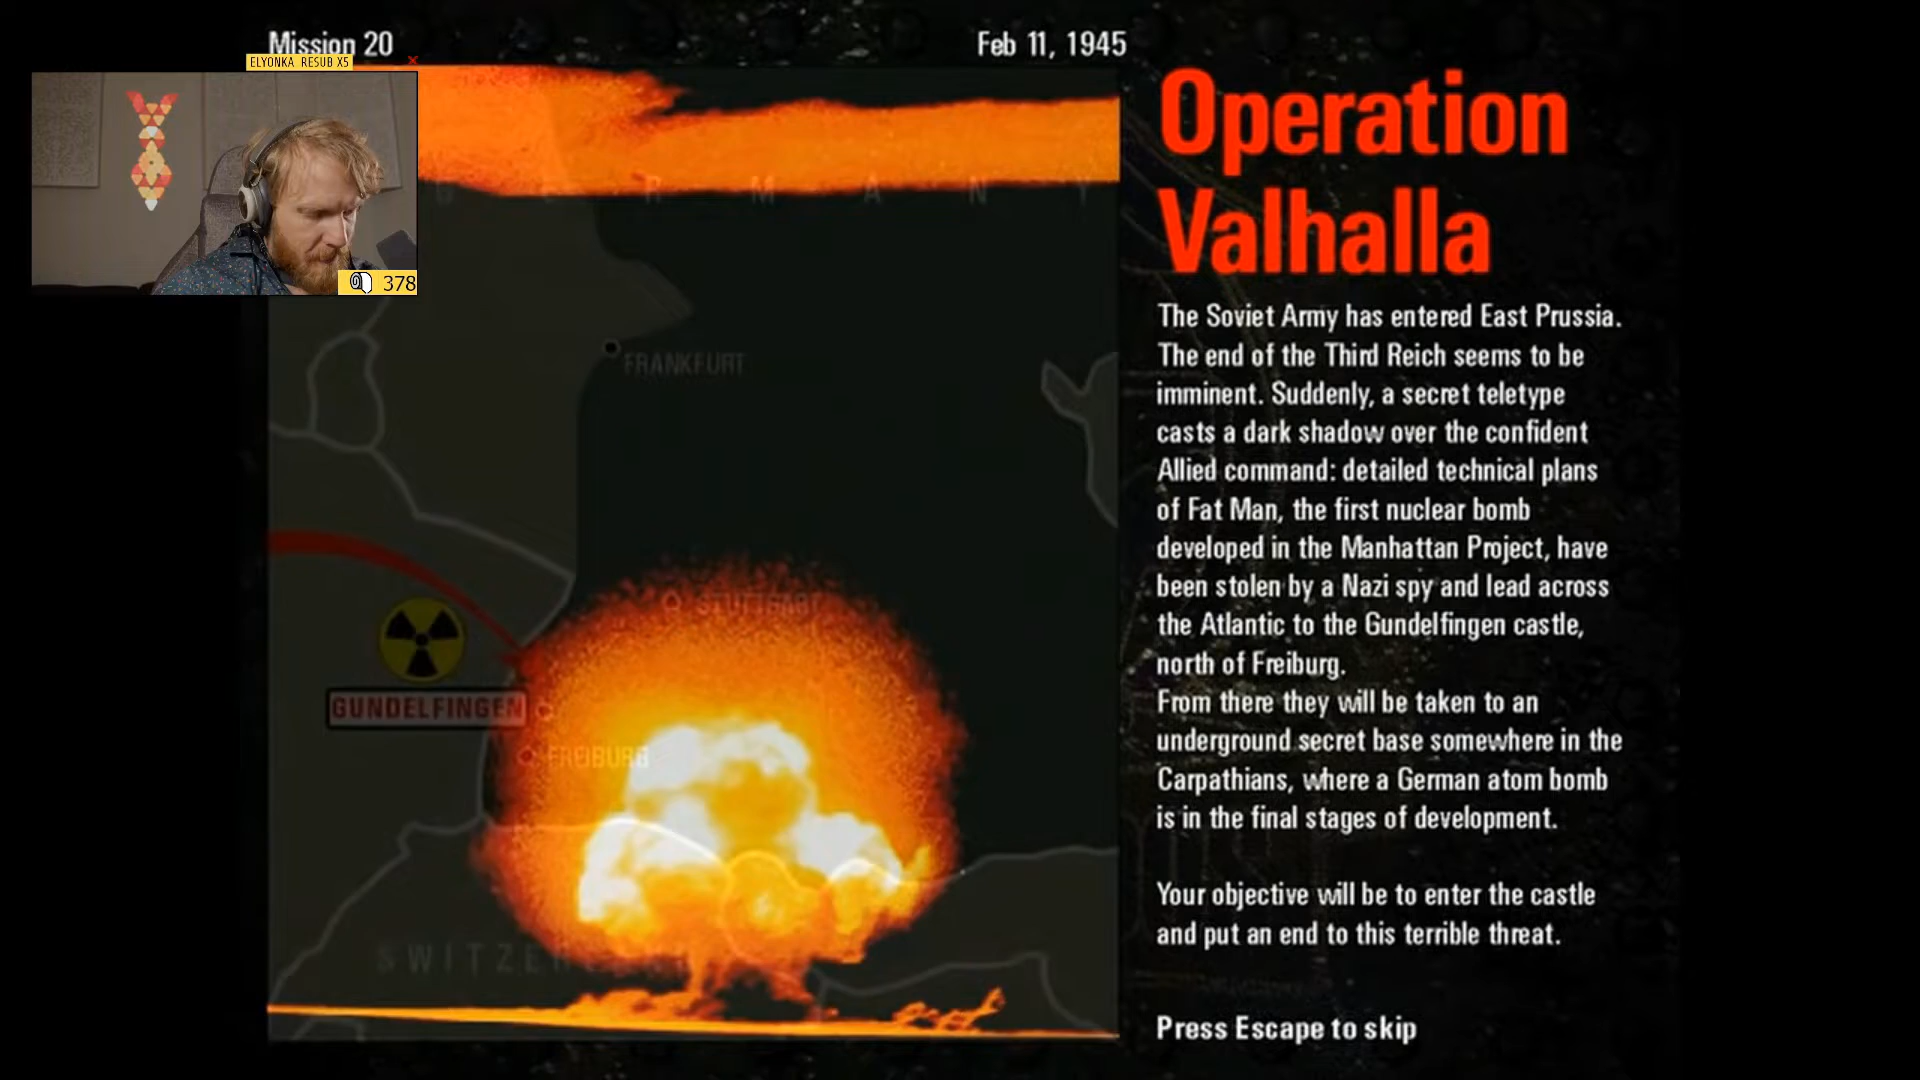 Mission 20
Feb 11, 1945
ELYONKA RESUB X5
378
GERMANY
FRANKFURT
STUTTGART
GUNDELFINGEN
FREIBURG
SWITZERLAND
Operation
Valhalla
The Soviet Army has entered East Prussia.
The end of the Third Reich seems to be
imminent. Suddenly, a secret teletype
casts a dark shadow over the confident
Allied command: detailed technical plans
of Fat Man, the first nuclear bomb
developed in the Manhattan Project, have
been stolen by a Nazi spy and lead across
the Atlantic to the Gundelfingen castle,
north of Freiburg.
From there they will be taken to an
underground secret base somewhere in the
Carpathians, where a German atom bomb
is in the final stages of development.
Your objective will be to enter the castle
and put an end to this terrible threat.
Press Escape to skip